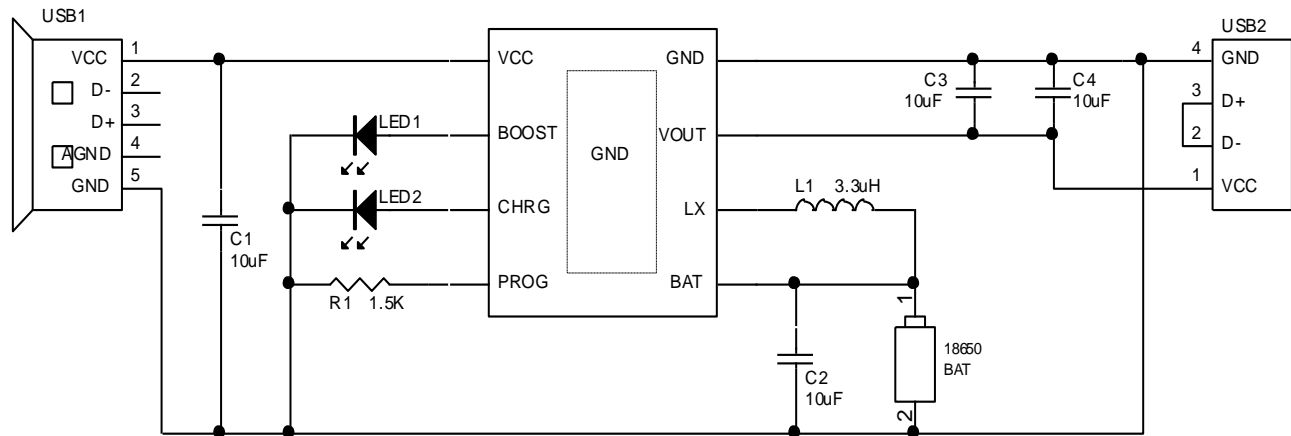 USB1
VCC 1
D- 2
D+ 3
AGND 4
GND 5
C1
10uF
LED1
LED2
R1 1.5K
VCC
BOOST
CHRG
PROG
GND
GND
VOUT
LX
BAT
C3
10uF
C4
10uF
L1 3.3uH
C2
10uF
1
18650
BAT
2
USB2
4 GND
3 D+
2 D-
1 VCC